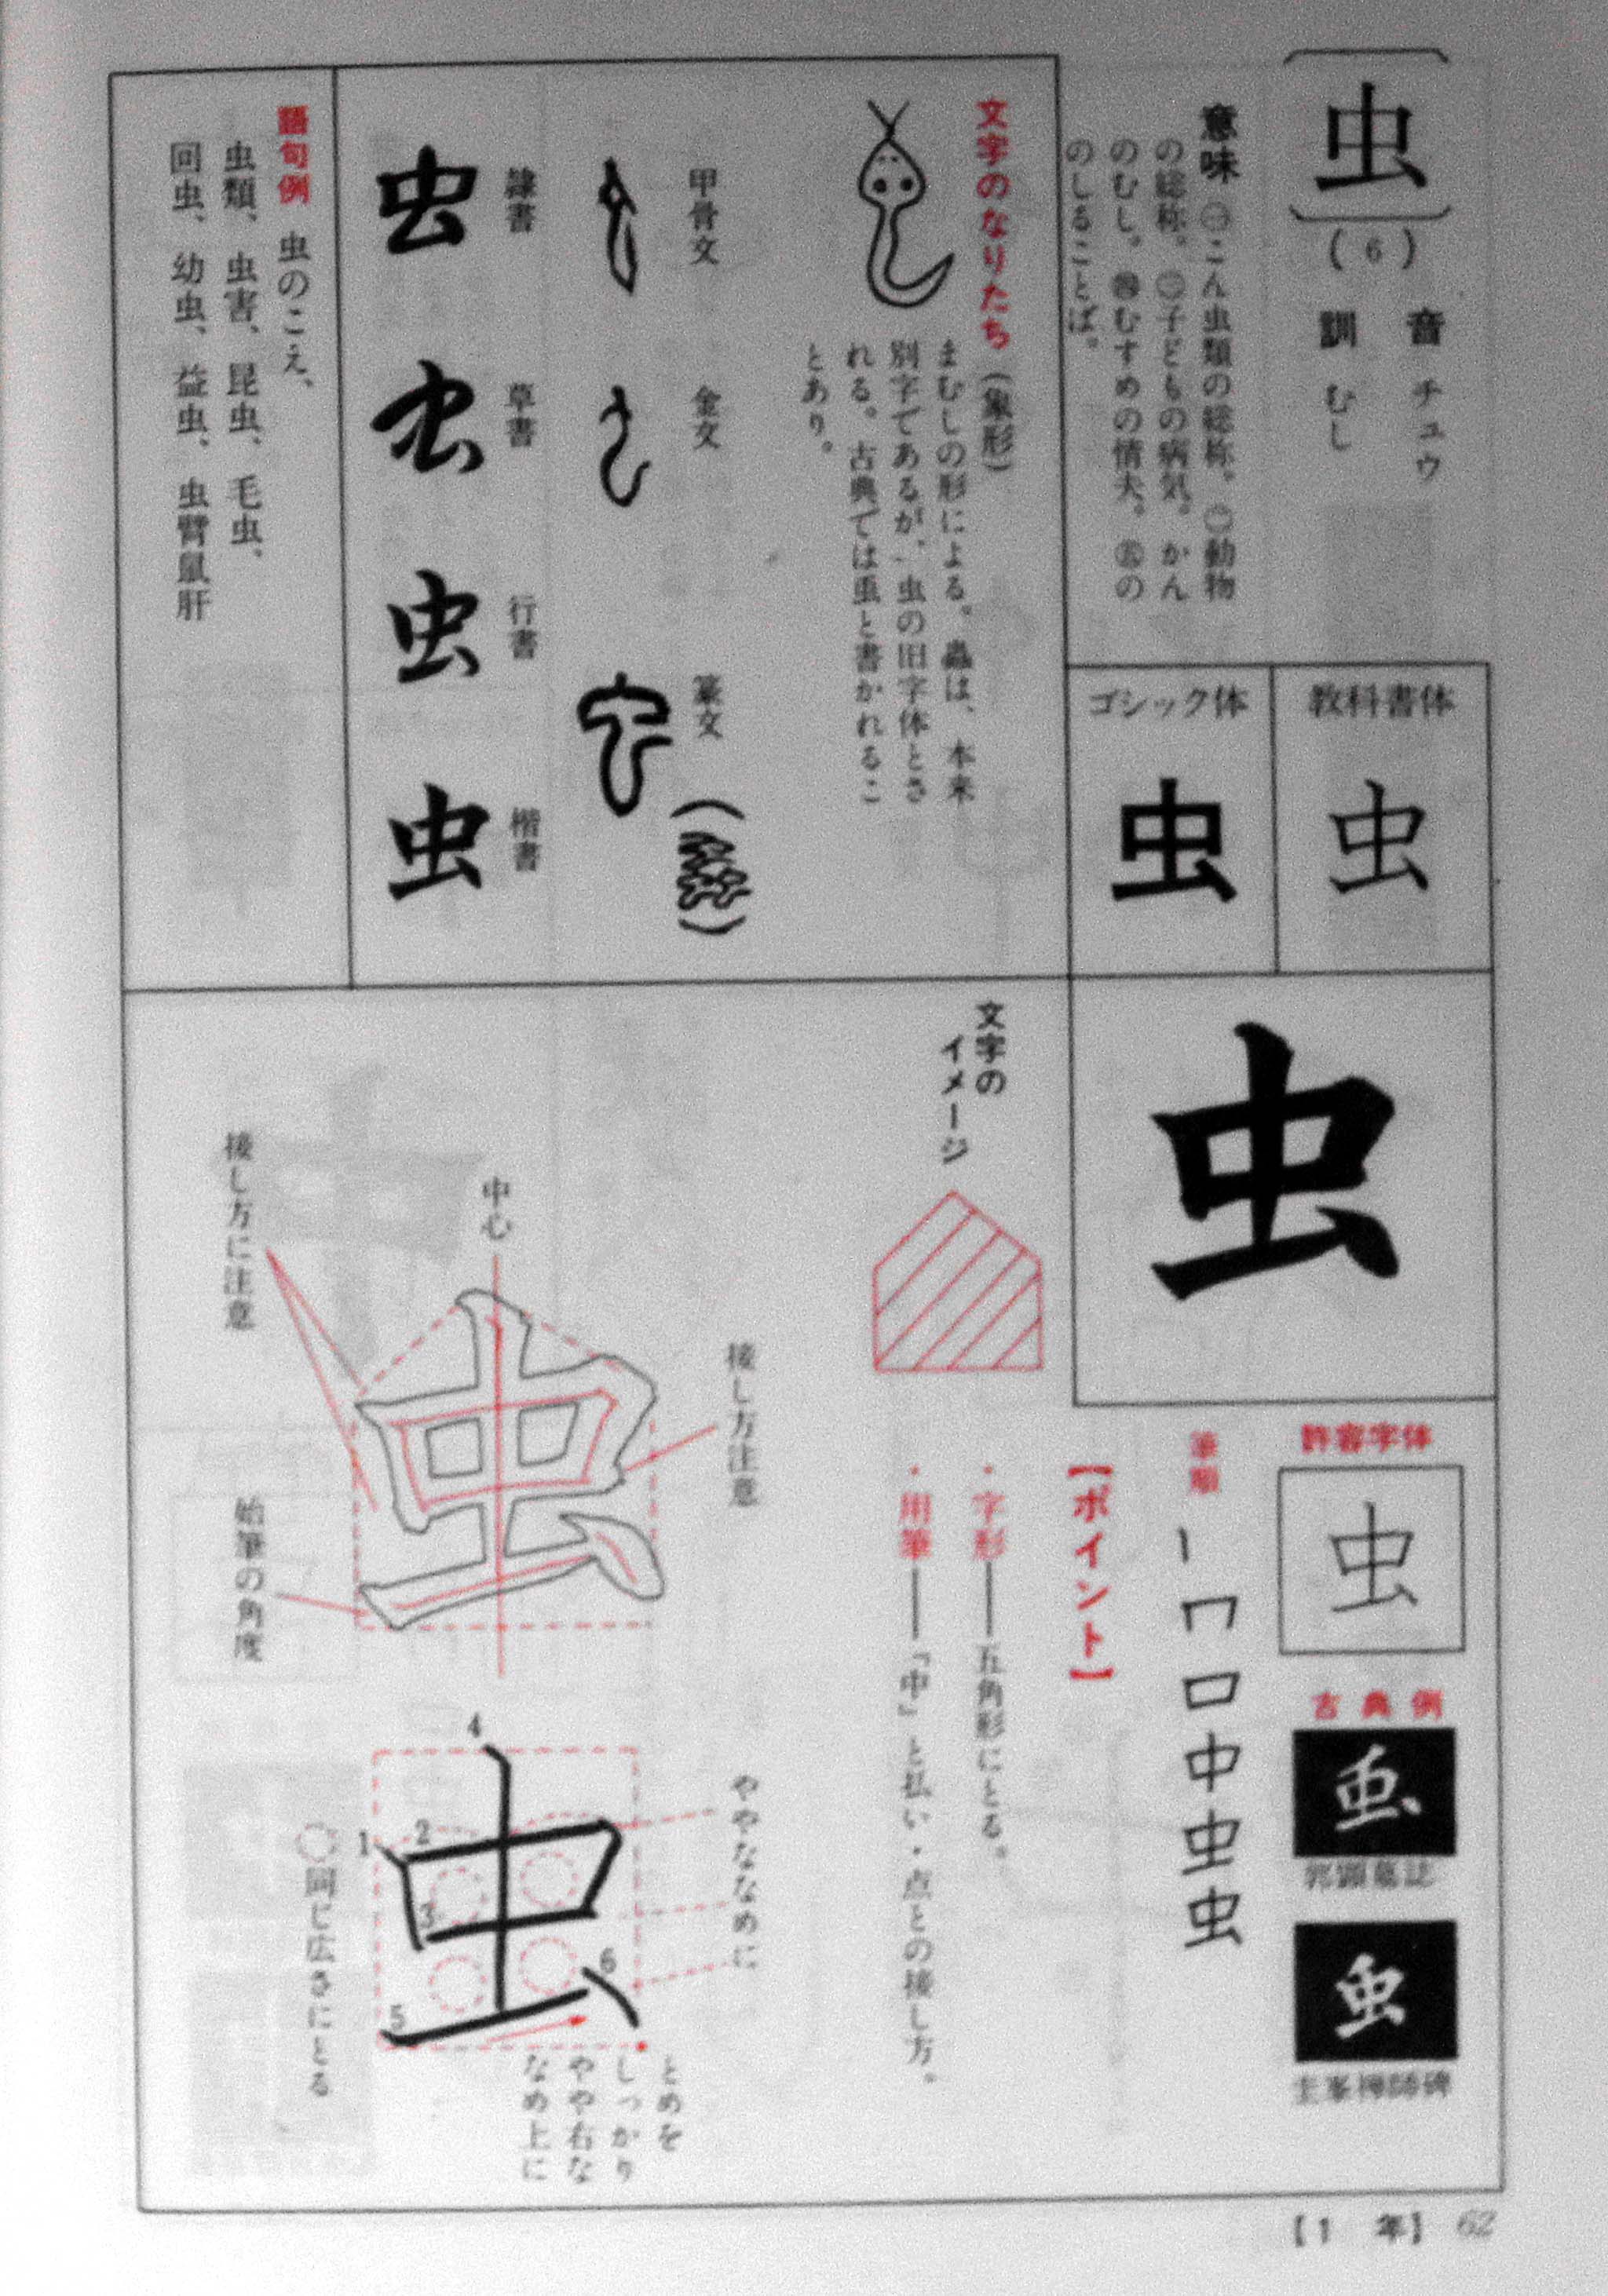 虫
(6)
音 チュウ
訓 むし
意味 ㊀こん虫類の総称。㊁動物
の総称。㊂子どもの病気。かん
のむし。㊃むすめの情夫。㊄の
のしることば。
教科書体
虫
ゴシック体
虫
文字のなりたち(象形)
まむしの形による。蟲は、本来
別字であるが、虫の旧字体とさ
れる。古典では䖝と書かれるこ
とあり。
甲骨文
金文
篆文
隷書
虫
草書
虫
行書
虫
楷書
虫
語句例 虫のこえ、
虫類、虫害、昆虫、毛虫、
回虫、幼虫、益虫、虫臂鼠肝
虫
許容字体
虫
古典例
䖝
虫
圭峯禅師碑
筆順
虫
【ポイント】
・字形――五角形にとる。
・用筆――「中」と払い・点との接し方。
文字の
イメージ
接し方注意
中心
接し方に注意
始筆の角度
虫
ややななめに
1
2
3
4
5
6
とめを
しっかり
やや右な
なめ上に
◯同じ広さにとる
【1 年】 62